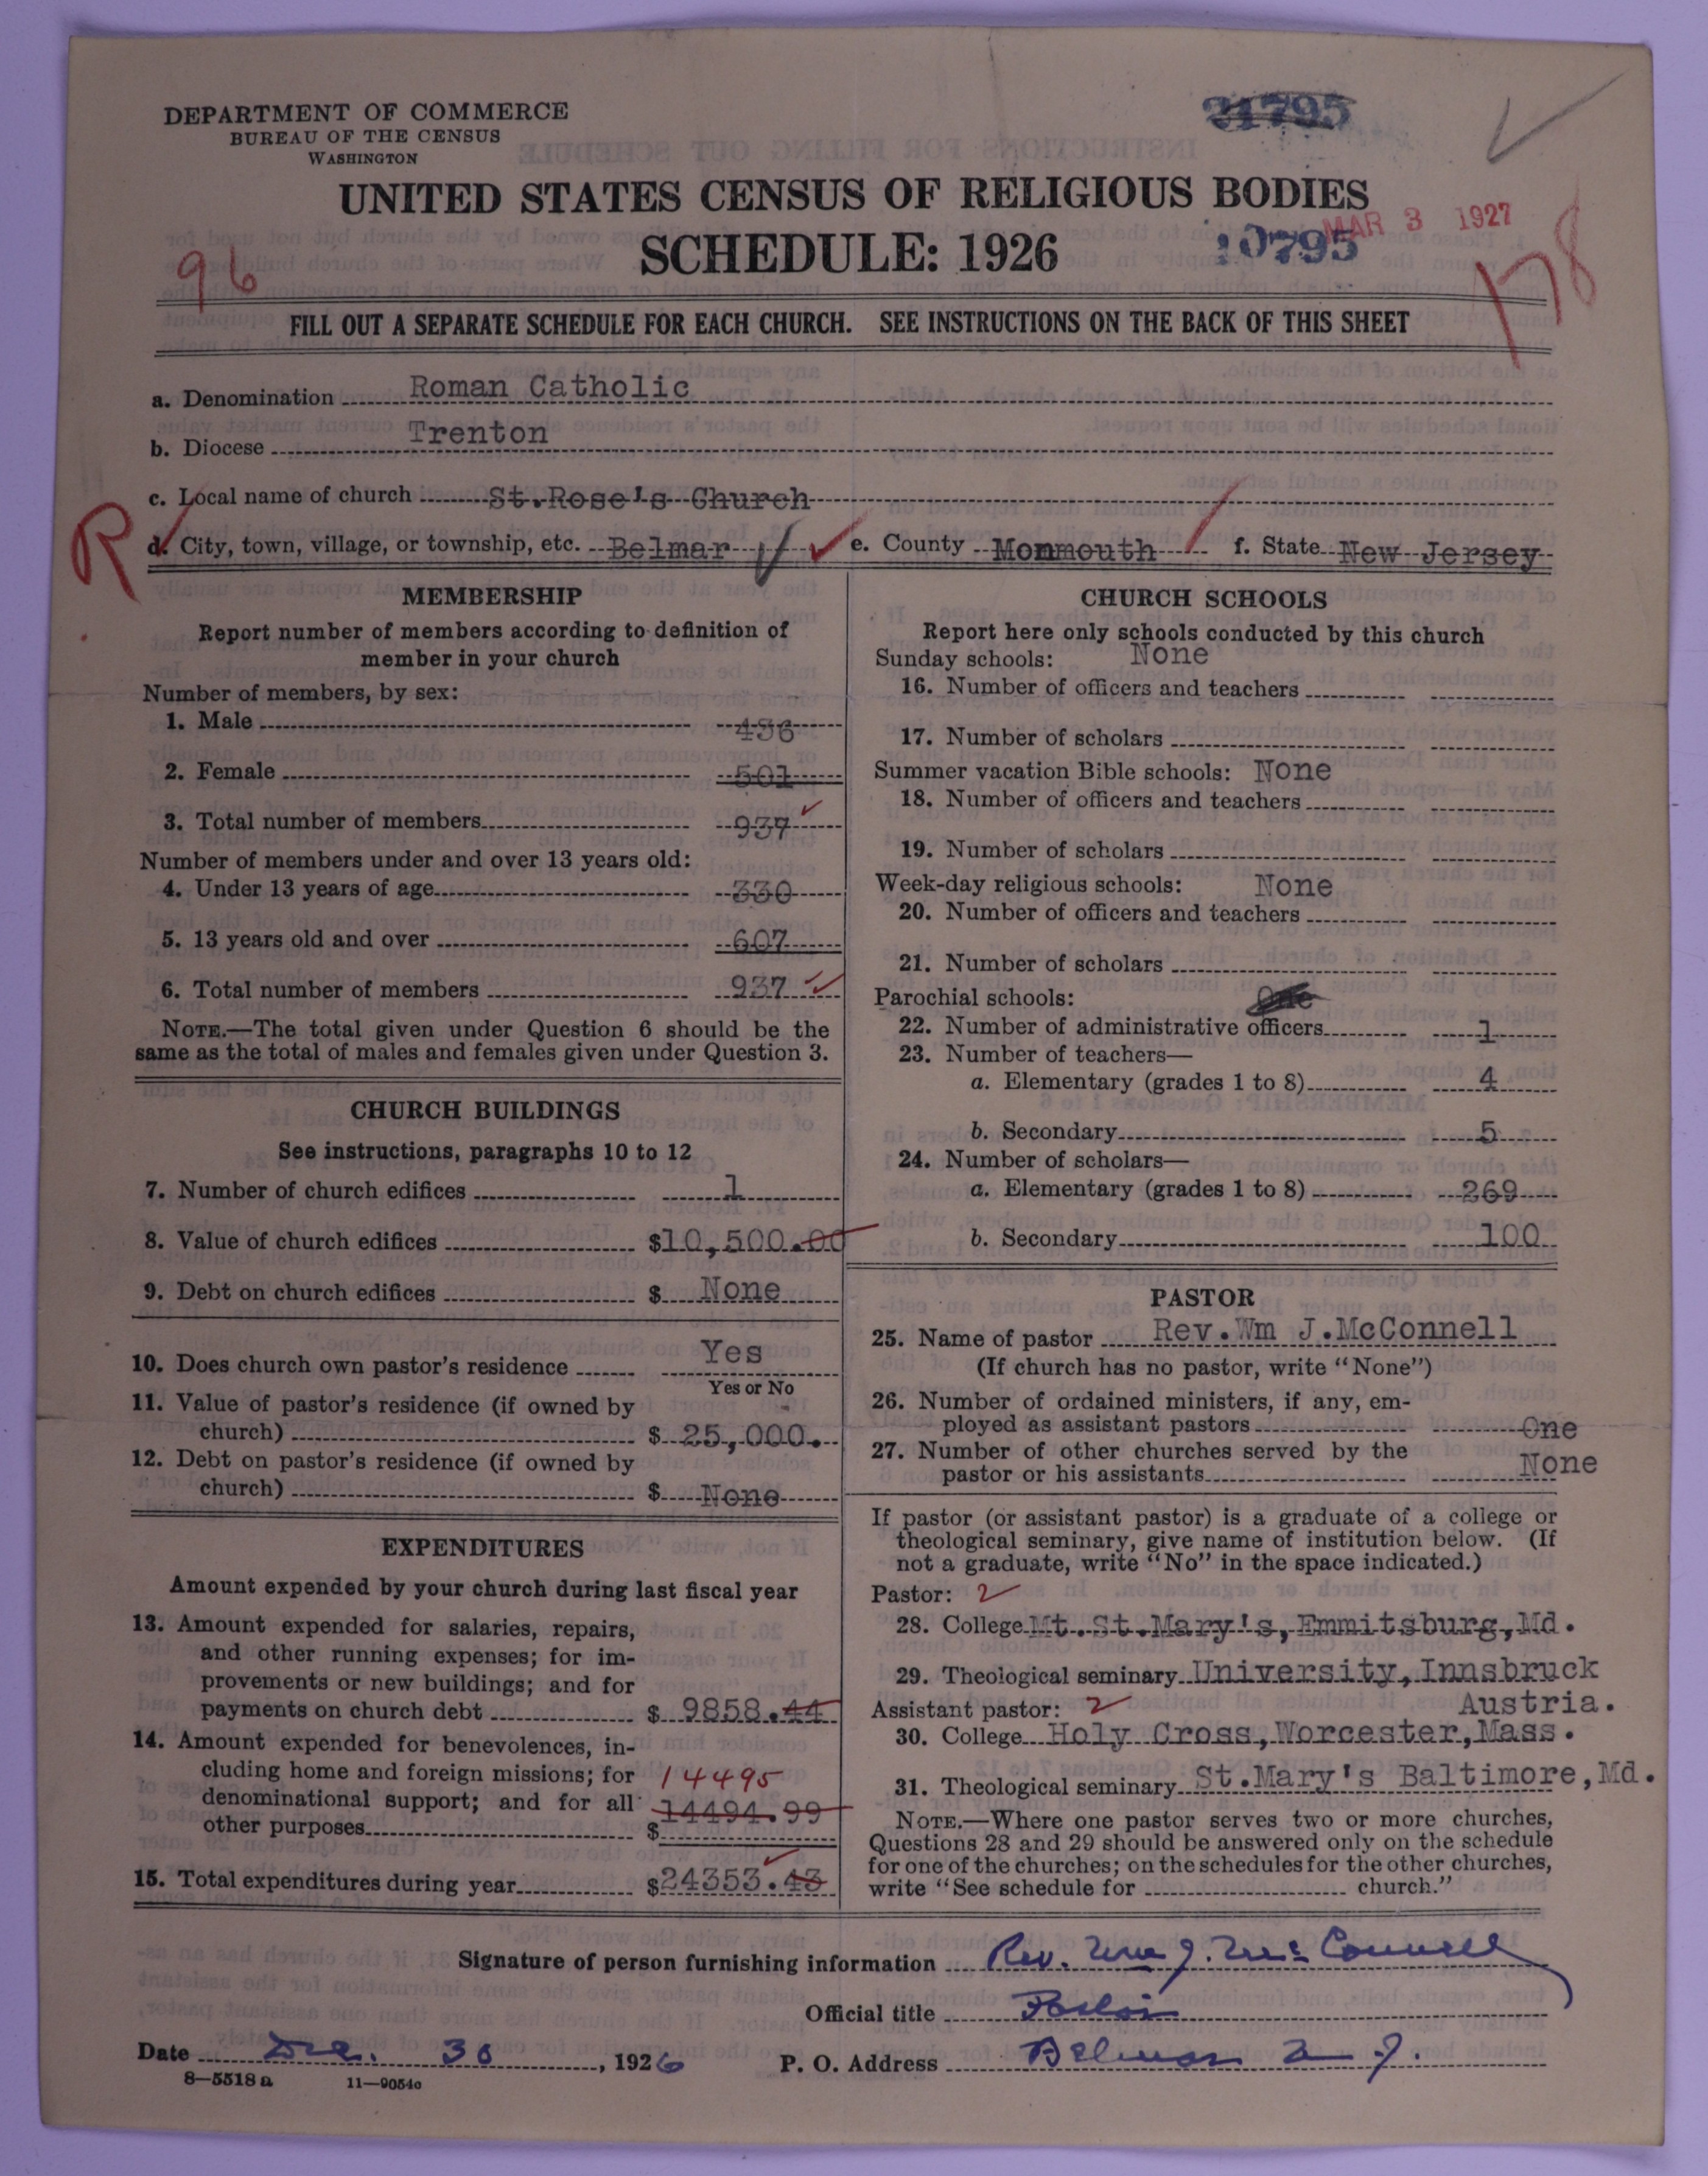 DEPARTMENT OF COMMERCE
BUREAU OF THE CENSUS
WASHINGTON
UNITED STATES CENSUS OF RELIGIOUS BODIES
MAR 3 1927
SCHEDULE: 1926
10795
96
178
FILL OUT A SEPARATE SCHEDULE FOR EACH CHURCH. SEE INSTRUCTIONS ON THE BACK OF THIS SHEET
a. Denomination Roman Catholic
b. Diocese Trenton
c. Local name of church St.Rose's Church
R
d. City, town, village, or township, etc. Belmar e. County Monmouth f. State New Jersey
MEMBERSHIP
Report number of members according to definition of
member in your church
Number of members, by sex:
1. Male 436
2. Female 501
3. Total number of members 937
Number of members under and over 13 years old:
4. Under 13 years of age 330
5. 13 years old and over 607
6. Total number of members 937
NOTE.—The total given under Question 6 should be the
same as the total of males and females given under Question 3.
CHURCH BUILDINGS
See instructions, paragraphs 10 to 12
7. Number of church edifices 1
8. Value of church edifices $10,500.00
9. Debt on church edifices $ None
10. Does church own pastor's residence Yes
Yes or No
11. Value of pastor's residence (if owned by
church) $ 25,000.
12. Debt on pastor's residence (if owned by
church) $ None
EXPENDITURES
Amount expended by your church during last fiscal year
13. Amount expended for salaries, repairs,
and other running expenses; for im-
provements or new buildings; and for
payments on church debt $ 9858.44
14. Amount expended for benevolences, in-
cluding home and foreign missions; for 14495
denominational support; and for all 14494.99
other purposes $
15. Total expenditures during year $24353.43
CHURCH SCHOOLS
Report here only schools conducted by this church
Sunday schools: None
16. Number of officers and teachers
17. Number of scholars
Summer vacation Bible schools: None
18. Number of officers and teachers
19. Number of scholars
Week-day religious schools: None
20. Number of officers and teachers
21. Number of scholars
Parochial schools: One
22. Number of administrative officers 1
23. Number of teachers—
a. Elementary (grades 1 to 8) 4
b. Secondary 5
24. Number of scholars—
a. Elementary (grades 1 to 8) 269
b. Secondary 100
PASTOR
25. Name of pastor Rev.Wm J.McConnell
(If church has no pastor, write "None")
26. Number of ordained ministers, if any, em-
ployed as assistant pastors One
27. Number of other churches served by the
pastor or his assistants None
If pastor (or assistant pastor) is a graduate of a college or
theological seminary, give name of institution below. (If
not a graduate, write "No" in the space indicated.)
Pastor: 2
28. College Mt.St.Mary's,Emmitsburg,Md.
29. Theological seminary University,Innsbruck
Assistant pastor: 2 Austria.
30. College Holy Cross,Worcester,Mass.
31. Theological seminary St.Mary's Baltimore,Md.
NOTE.—Where one pastor serves two or more churches,
Questions 28 and 29 should be answered only on the schedule
for one of the churches; on the schedules for the other churches,
write "See schedule for church."
Signature of person furnishing information Rev. Wm J. McConnell
Official title Pastor
Date Dec. 30, 1926 P. O. Address Belmar N. J.
8—5518 a 11—9054o